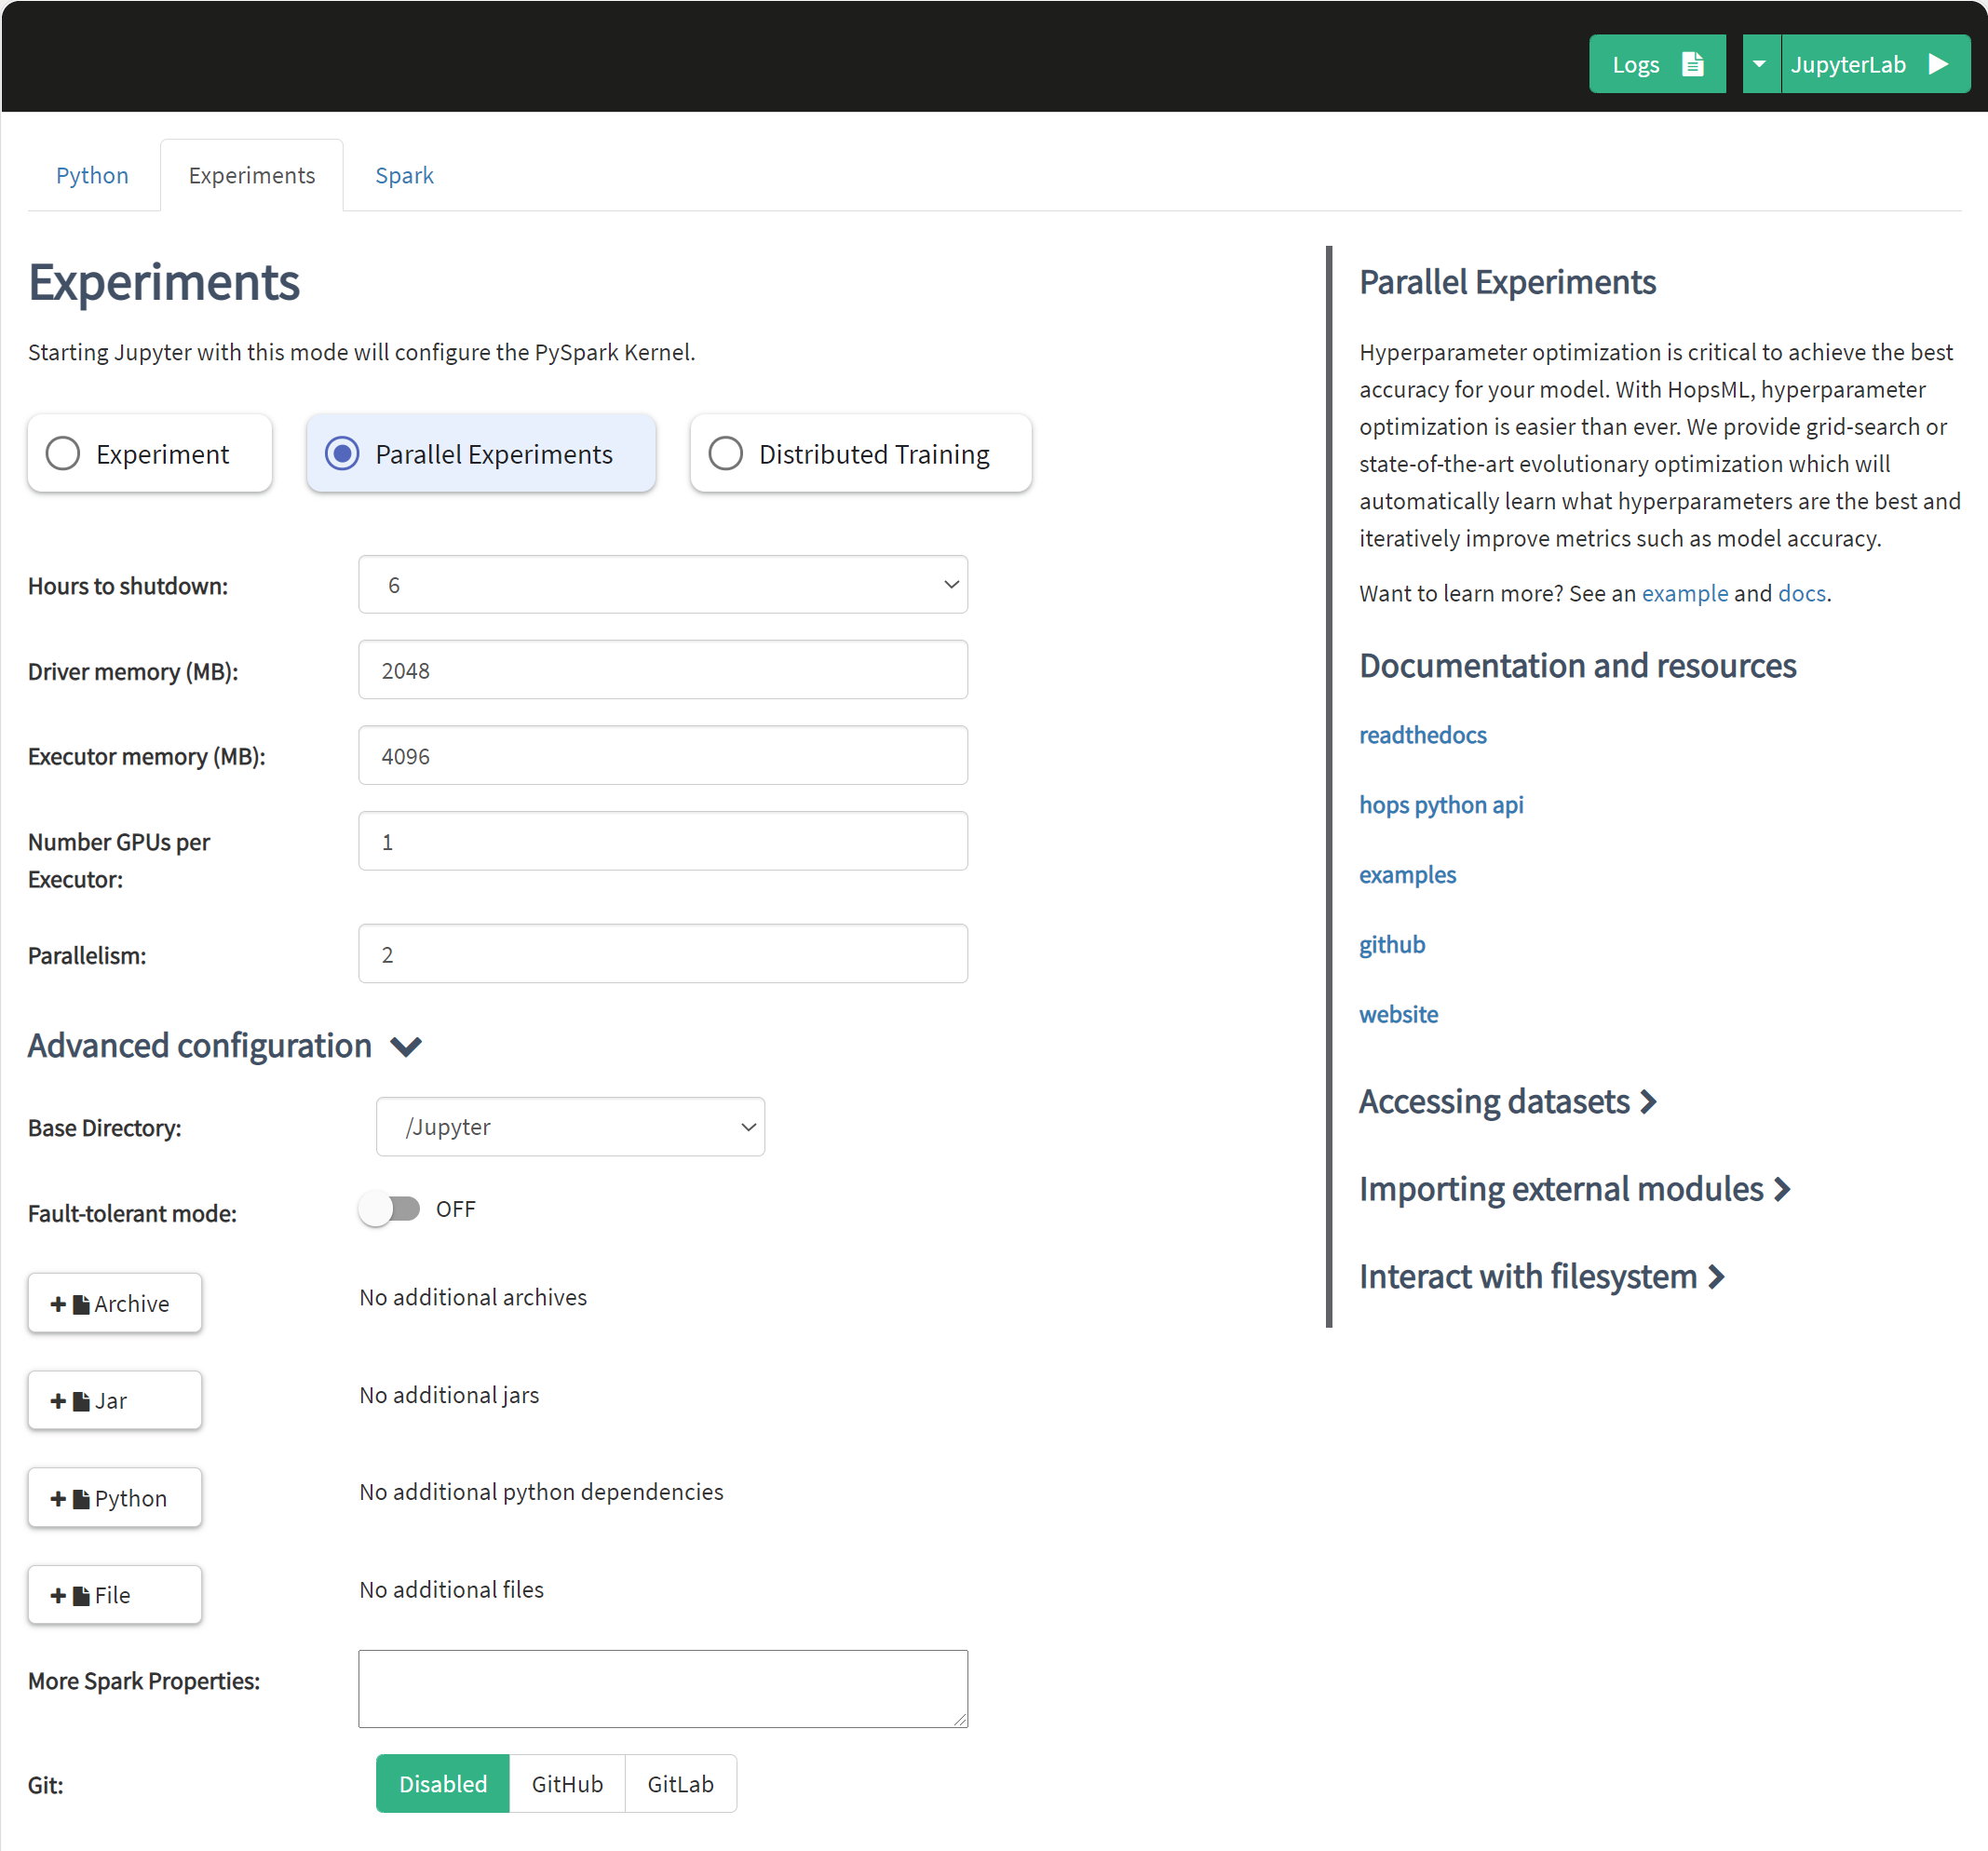 Logs
JupyterLab
Python
Experiments
Spark
Experiments
Starting Jupyter with this mode will configure the PySpark Kernel.
Experiment
Parallel Experiments
Distributed Training
Hours to shutdown:
6
Driver memory (MB):
2048
Executor memory (MB):
4096
Number GPUs per
Executor:
1
Parallelism:
2
Advanced configuration
Base Directory:
/Jupyter
Fault-tolerant mode:
OFF
Archive
No additional archives
Jar
No additional jars
Python
No additional python dependencies
File
No additional files
More Spark Properties:
Git:
Disabled
GitHub
GitLab
Parallel Experiments
Hyperparameter optimization is critical to achieve the best
accuracy for your model. With HopsML, hyperparameter
optimization is easier than ever. We provide grid-search or
state-of-the-art evolutionary optimization which will
automatically learn what hyperparameters are the best and
iteratively improve metrics such as model accuracy.
Want to learn more? See an example and docs.
Documentation and resources
readthedocs
hops python api
examples
github
website
Accessing datasets
Importing external modules
Interact with filesystem